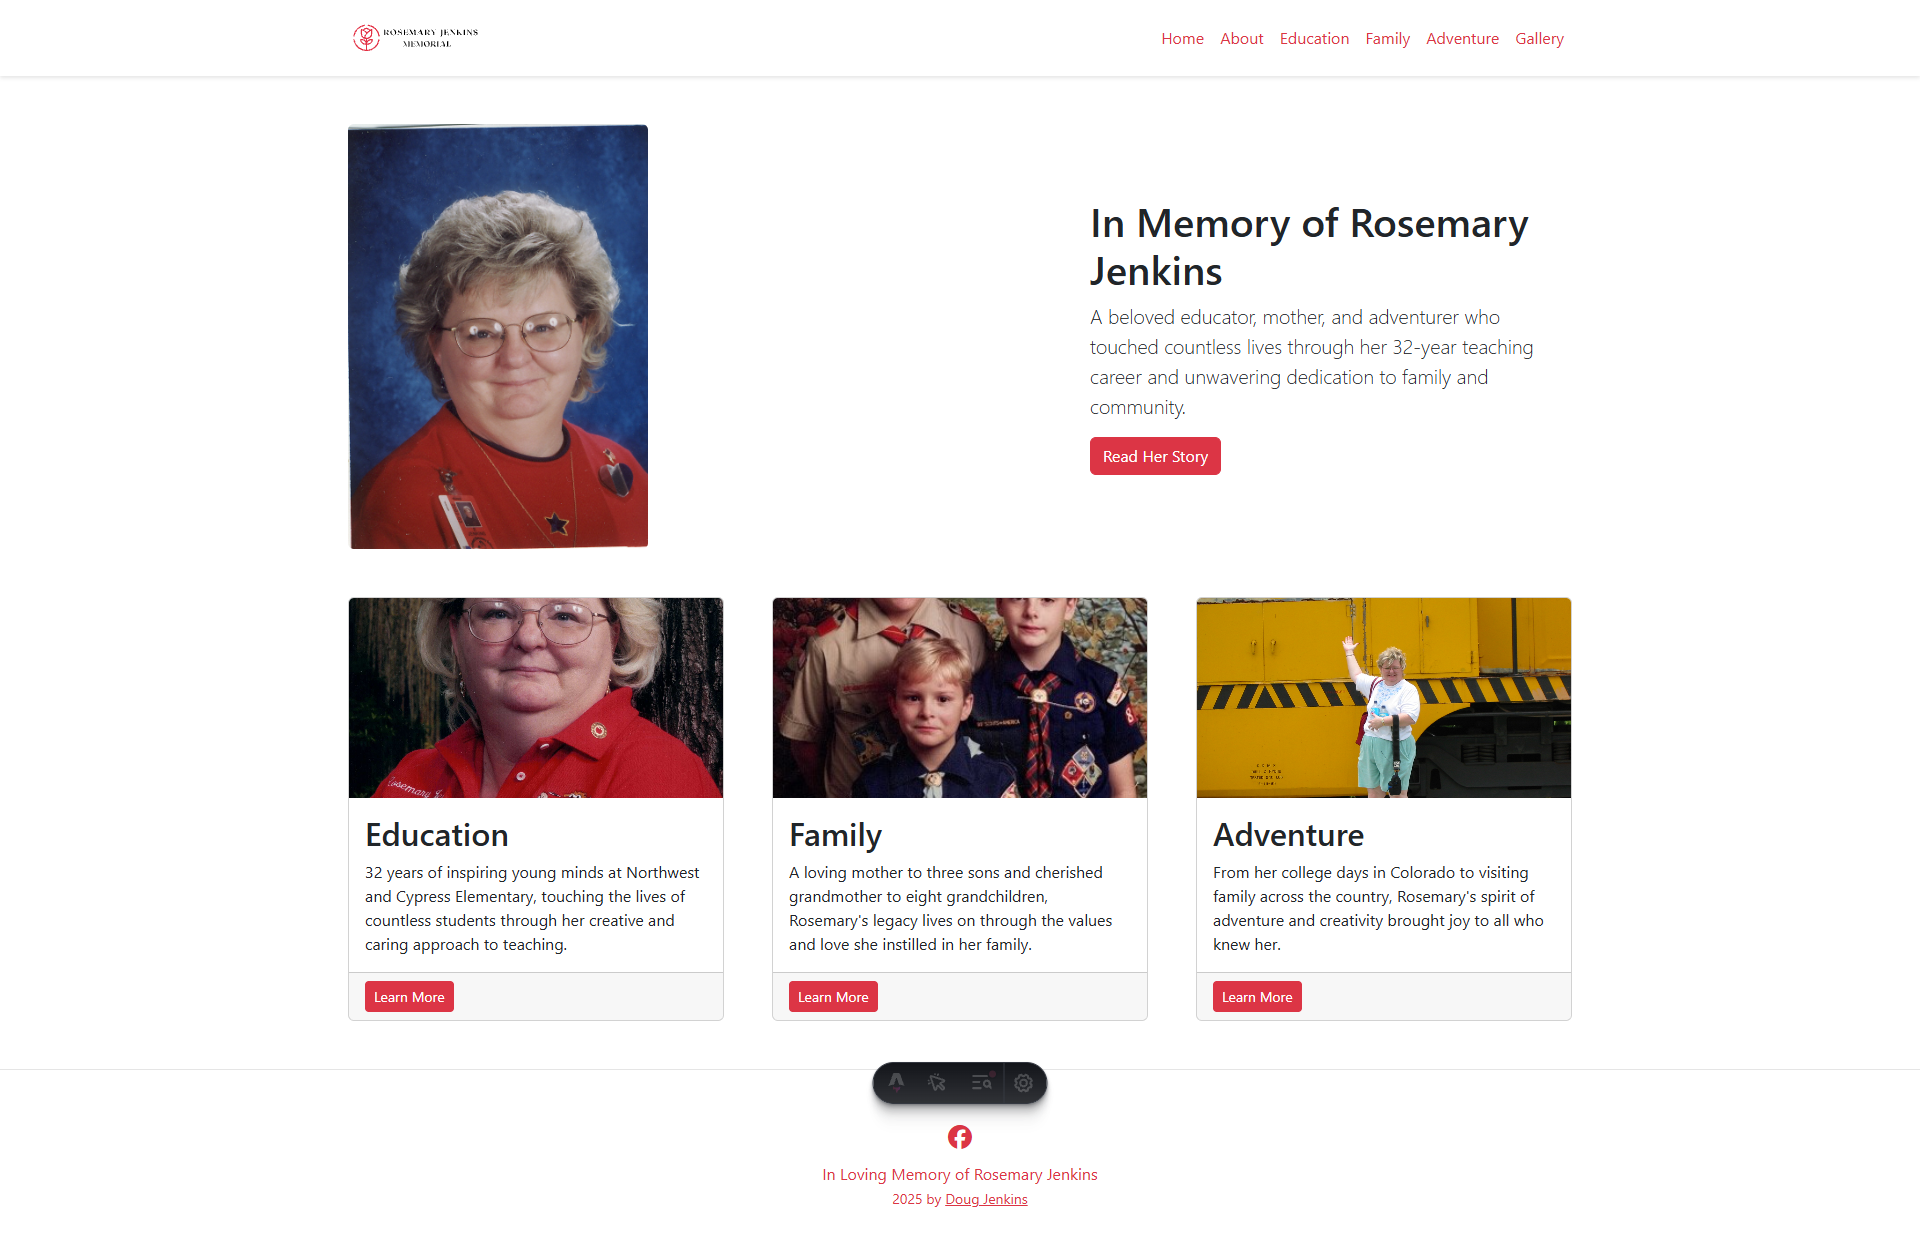 ROSEMARY JENKINS
MEMORIAL
Home About Education Family Adventure Gallery
In Memory of Rosemary
Jenkins
A beloved educator, mother, and adventurer who
touched countless lives through her 32-year teaching
career and unwavering dedication to family and
community.
Read Her Story
Education
32 years of inspiring young minds at Northwest
and Cypress Elementary, touching the lives of
countless students through her creative and
caring approach to teaching.
Learn More
Family
A loving mother to three sons and cherished
grandmother to eight grandchildren,
Rosemary's legacy lives on through the values
and love she instilled in her family.
Learn More
Adventure
From her college days in Colorado to visiting
family across the country, Rosemary's spirit of
adventure and creativity brought joy to all who
knew her.
Learn More
In Loving Memory of Rosemary Jenkins
2025 by Doug Jenkins